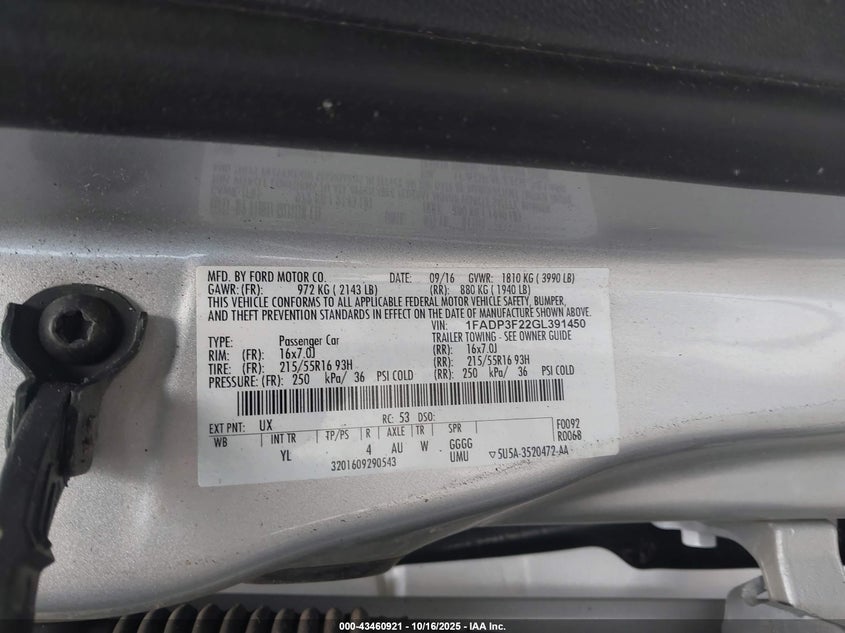 MFD. BY FORD MOTOR CO. DATE: 09/16 GVWR: 1810 KG ( 3990 LB)
GAWR: (FR): 972 KG ( 2143 LB) (RR): 880 KG ( 1940 LB)
THIS VEHICLE CONFORMS TO ALL APPLICABLE FEDERAL MOTOR VEHICLE SAFETY, BUMPER,
AND THEFT PREVENTION STANDARDS IN EFFECT ON THE DATE OF MANUFACTURE SHOWN ABOVE.
VIN: 1FADP3F22GL391450
TYPE: Passenger Car TRAILER TOWING - SEE OWNER GUIDE
RIM: (FR): 16x7.0J (RR): 16x7.0J
TIRE: (FR): 215/55R16 93H (RR): 215/55R16 93H
PRESSURE: (FR): 250 kPa/ 36 PSI COLD (RR): 250 kPa/ 36 PSI COLD
EXT PNT: UX RC: 53 DSO: F0092
WB INT TR TP/PS R AXLE TR SPR R0068
YL 4 AU W GGGG
3201609290543 UMU ▽5U5A-3520472-AA
000-43460921 | 10/16/2025 - IAA Inc.